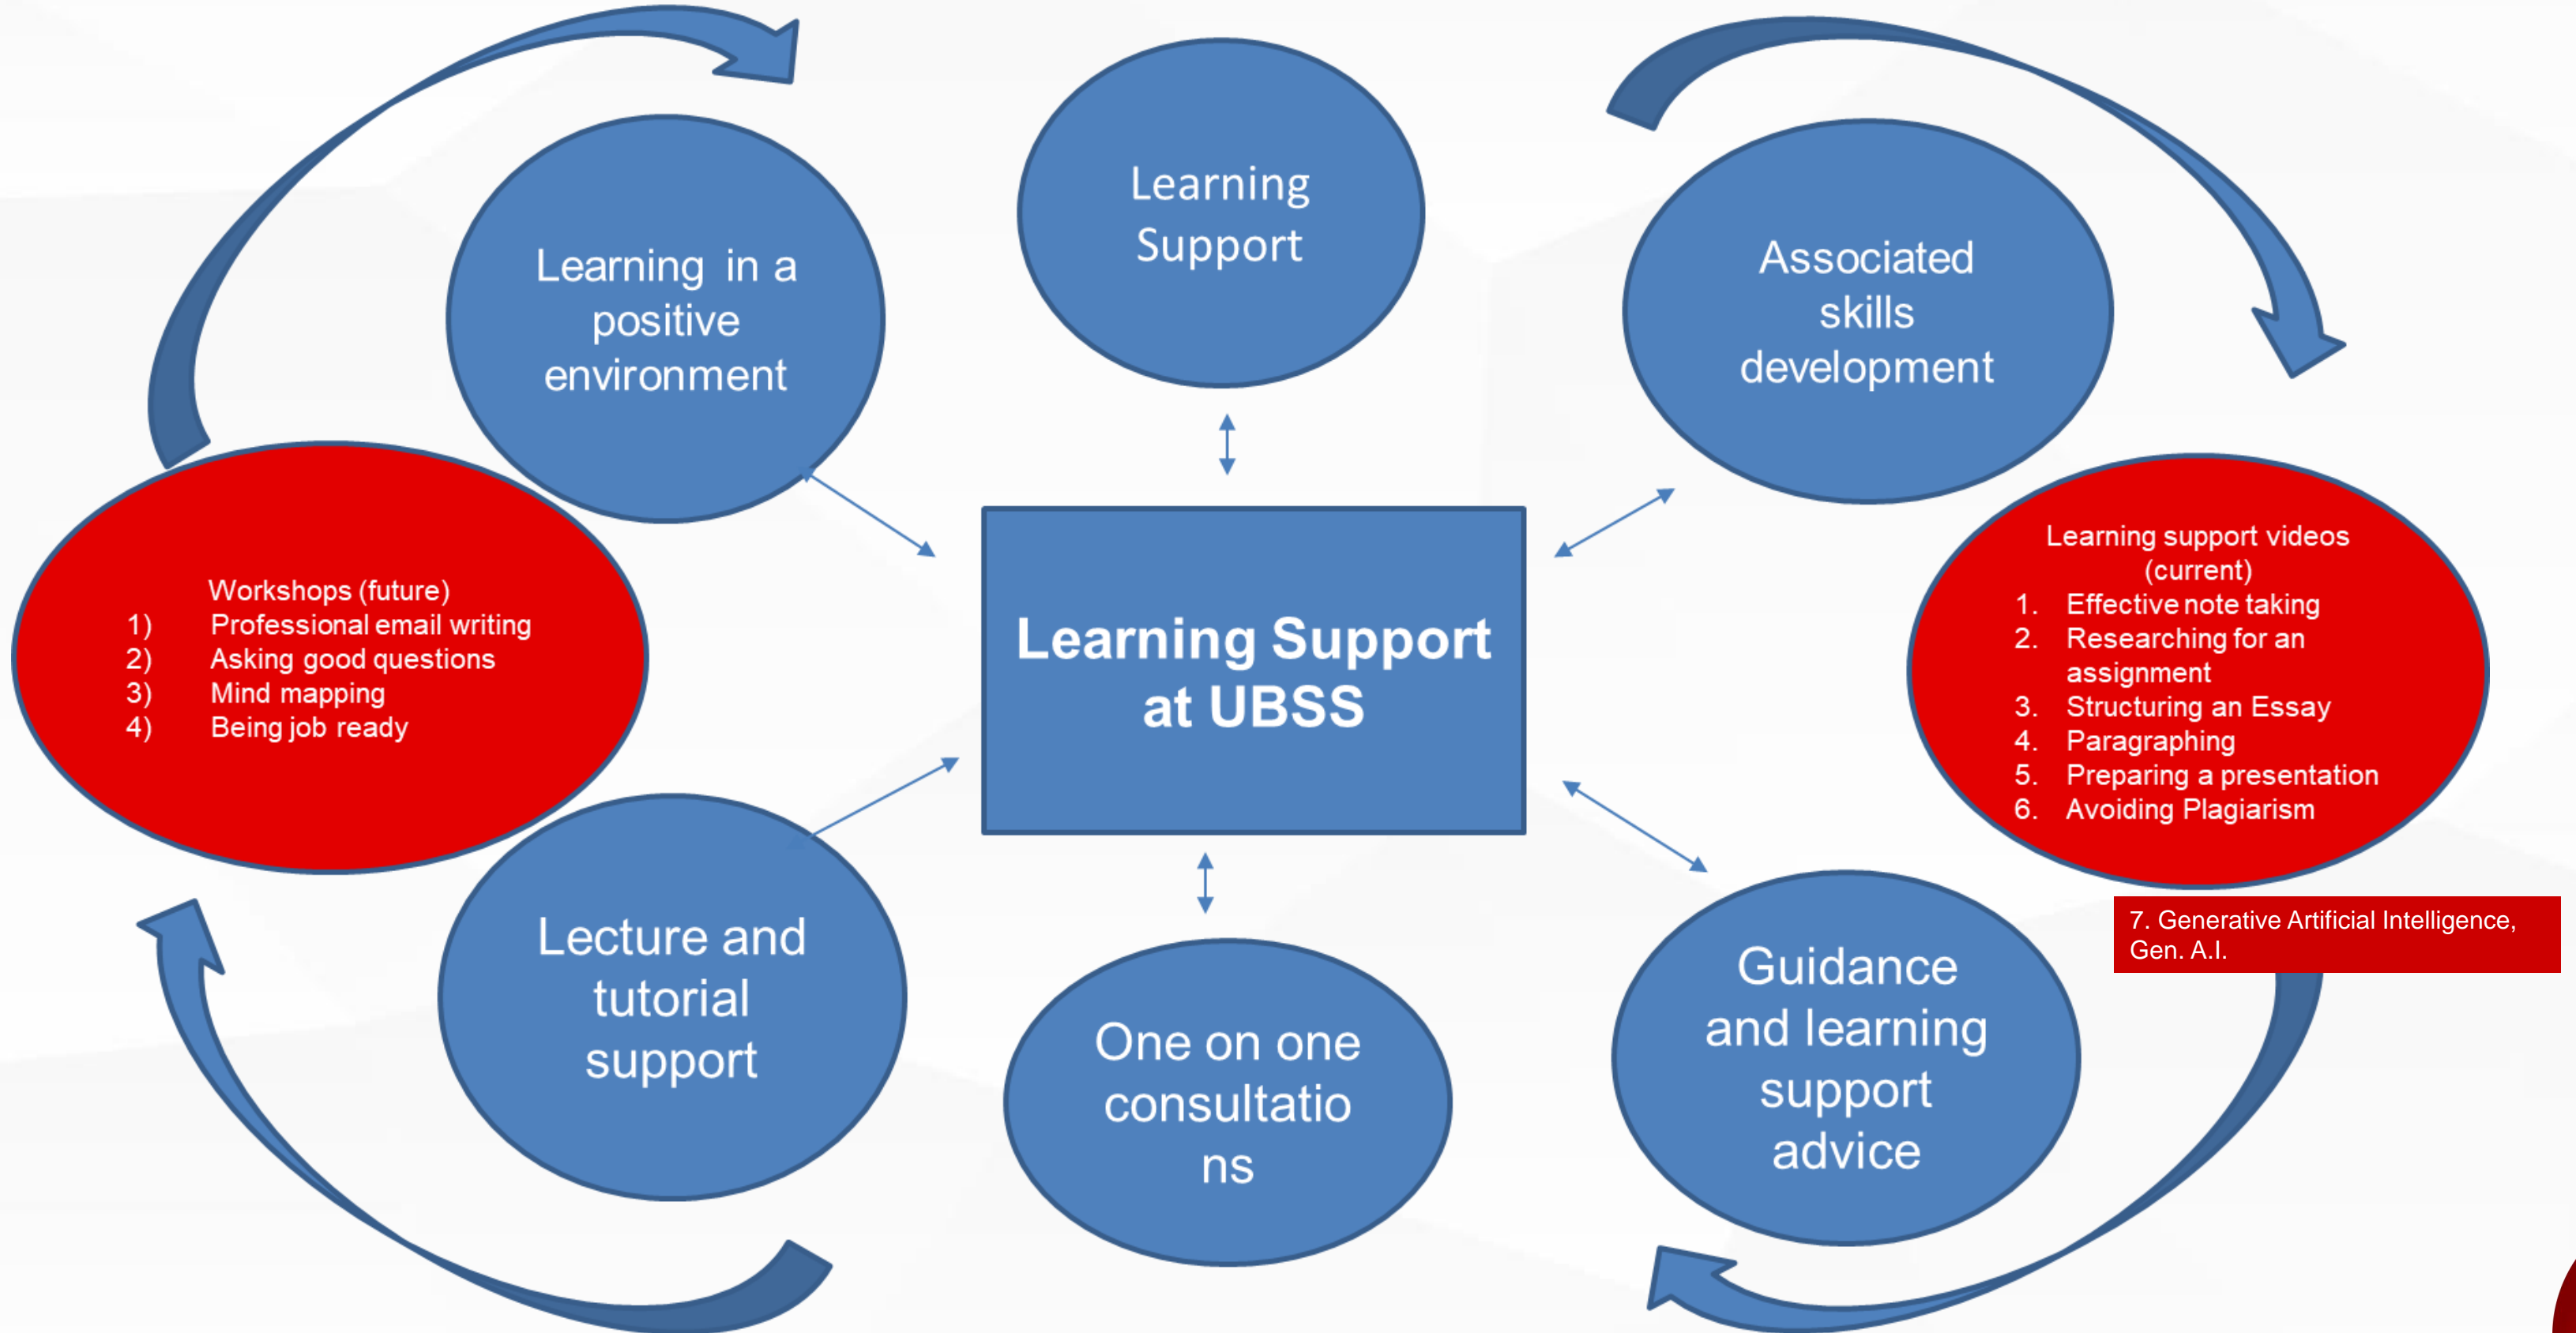 Learning
Support
Learning in a
positive
environment
Associated
skills
development
Workshops (future)
1) Professional email writing
2) Asking good questions
3) Mind mapping
4) Being job ready
Learning Support
at UBSS
Learning support videos
(current)
1. Effective note taking
2. Researching for an
assignment
3. Structuring an Essay
4. Paragraphing
5. Preparing a presentation
6. Avoiding Plagiarism
7. Generative Artificial Intelligence,
Gen. A.I.
Lecture and
tutorial
support
One on one
consultatio
ns
Guidance
and learning
support
advice